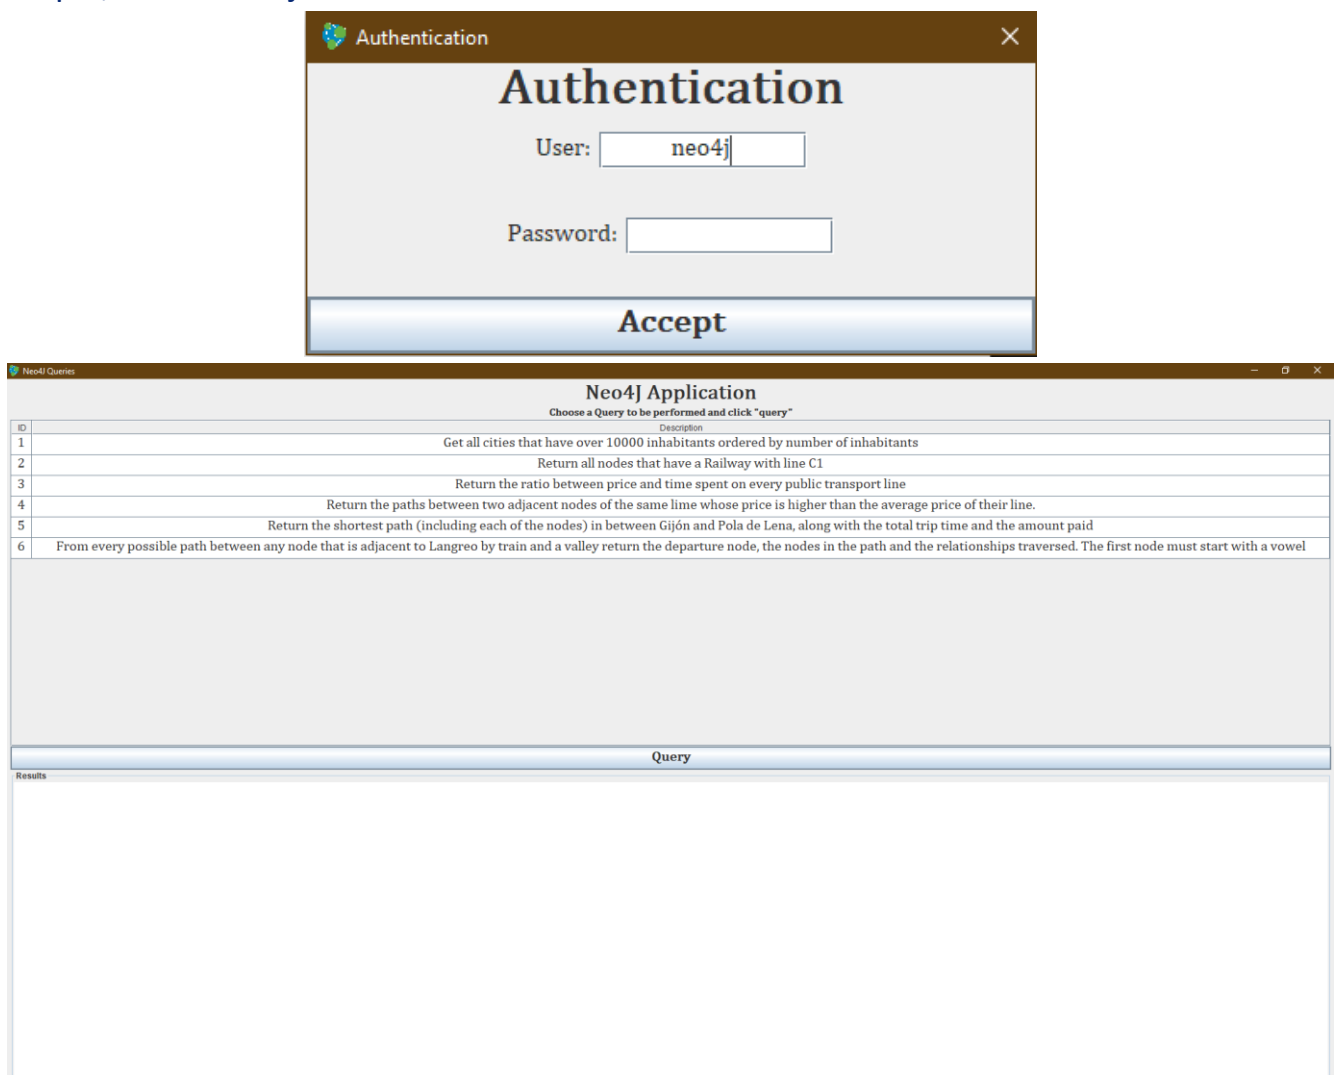 Authentication
Authentication
User: neo4j
Password:
Accept
Neo4J Queries
Neo4J Application
Choose a Query to be performed and click "query"
ID Description
1 Get all cities that have over 10000 inhabitants ordered by number of inhabitants
2 Return all nodes that have a Railway with line C1
3 Return the ratio between price and time spent on every public transport line
4 Return the paths between two adjacent nodes of the same lime whose price is higher than the average price of their line.
5 Return the shortest path (including each of the nodes) in between Gijón and Pola de Lena, along with the total trip time and the amount paid
6 From every possible path between any node that is adjacent to Langreo by train and a valley return the departure node, the nodes in the path and the relationships traversed. The first node must start with a vowel
Query
Results